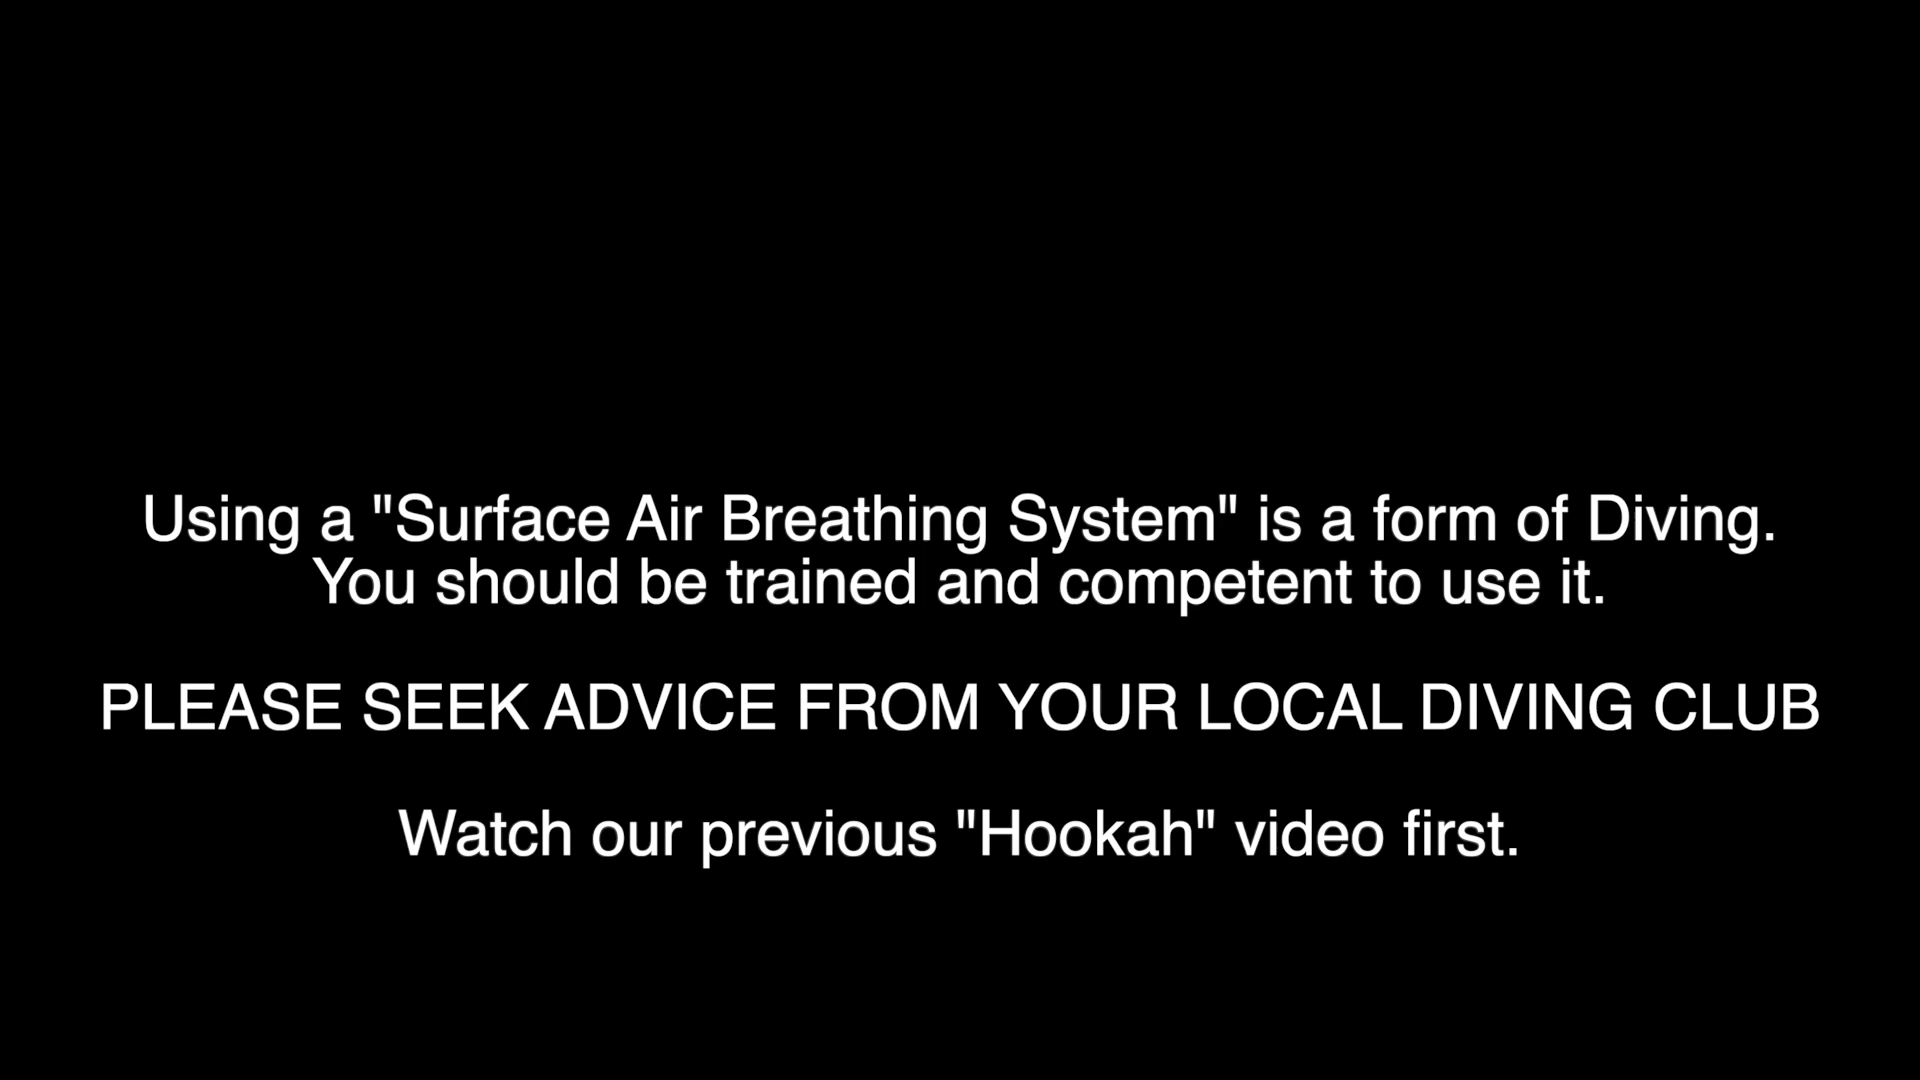 Using a "Surface Air Breathing System" is a form of Diving.
You should be trained and competent to use it.
PLEASE SEEK ADVICE FROM YOUR LOCAL DIVING CLUB
Watch our previous "Hookah" video first.